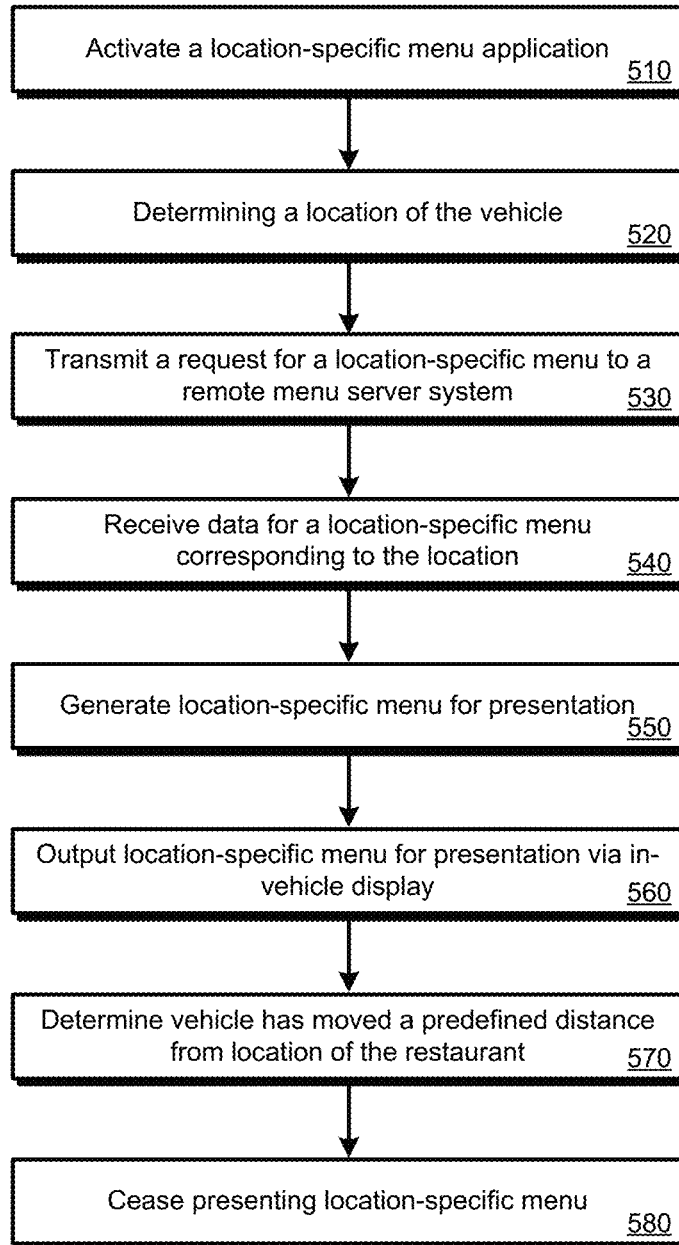 Activate a location-specific menu application
510
Determining a location of the vehicle
520
Transmit a request for a location-specific menu to a
remote menu server system
530
Receive data for a location-specific menu
corresponding to the location
540
Generate location-specific menu for presentation
550
Output location-specific menu for presentation via in-
vehicle display
560
Determine vehicle has moved a predefined distance
from location of the restaurant
570
Cease presenting location-specific menu
580